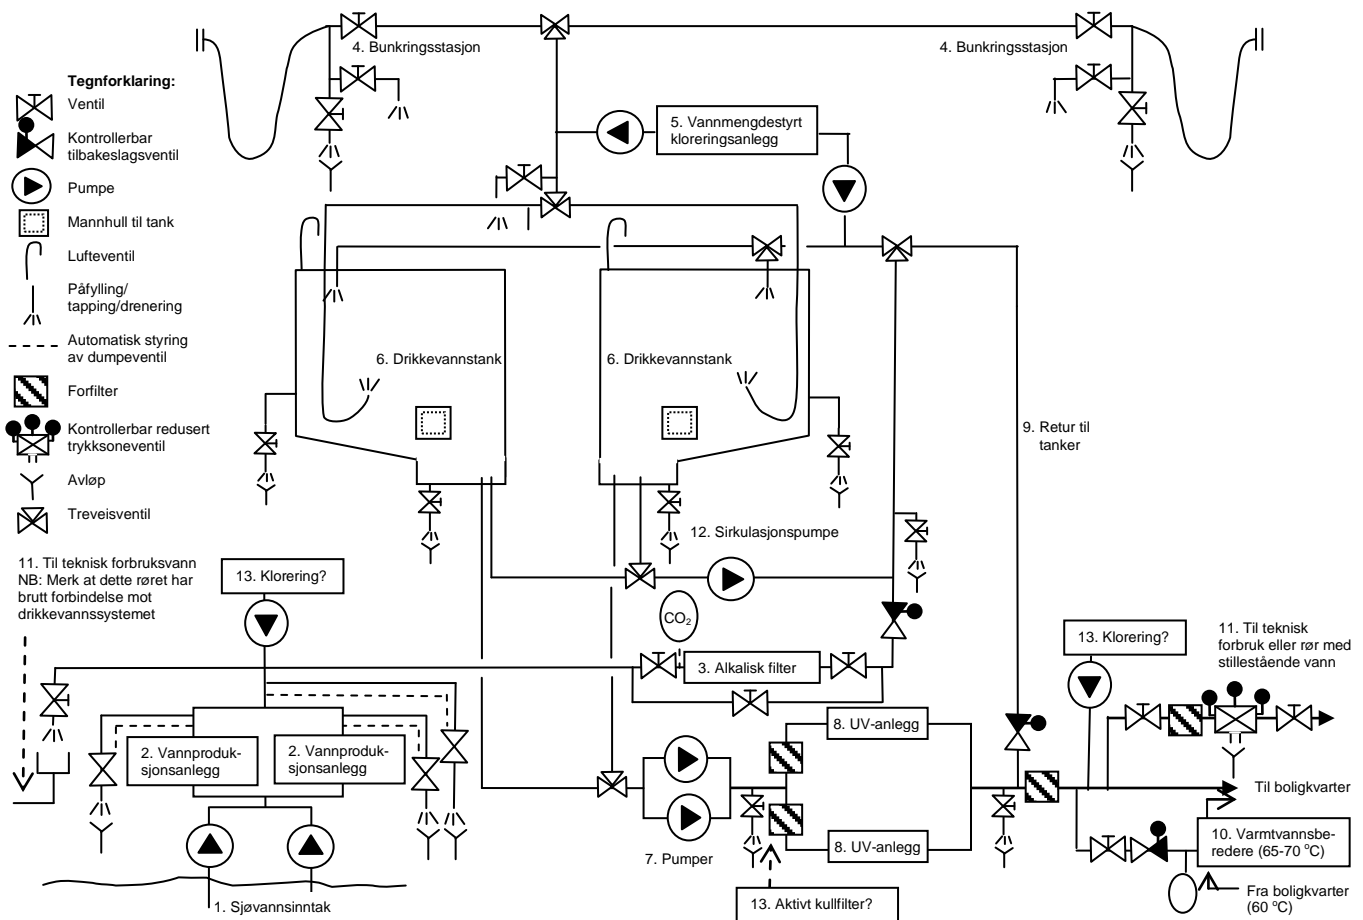 4. Bunkringsstasjon
4. Bunkringsstasjon
Tegnforklaring:
Ventil
Kontrollerbar
tilbakeslagsventil
Pumpe
Mannhull til tank
Lufteventil
Påfylling/
tapping/drenering
Automatisk styring
av dumpeventil
Forfilter
Kontrollerbar redusert
trykksoneventil
Avløp
Treveisventil
5. Vannmengdestyrt
kloreringsanlegg
6. Drikkevannstank
6. Drikkevannstank
9. Retur til
tanker
12. Sirkulasjonspumpe
11. Til teknisk forbruksvann
NB: Merk at dette røret har
brutt forbindelse mot
drikkevannssystemet
13. Klorering?
CO2
3. Alkalisk filter
13. Klorering?
11. Til teknisk
forbruk eller rør med
stillestående vann
2. Vannproduk-
sjonsanlegg
2. Vannproduk-
sjonsanlegg
8. UV-anlegg
8. UV-anlegg
7. Pumper
Til boligkvarter
10. Varmtvannsbe-
redere (65-70 °C)
Fra boligkvarter
(60 °C)
1. Sjøvannsinntak
13. Aktivt kullfilter?